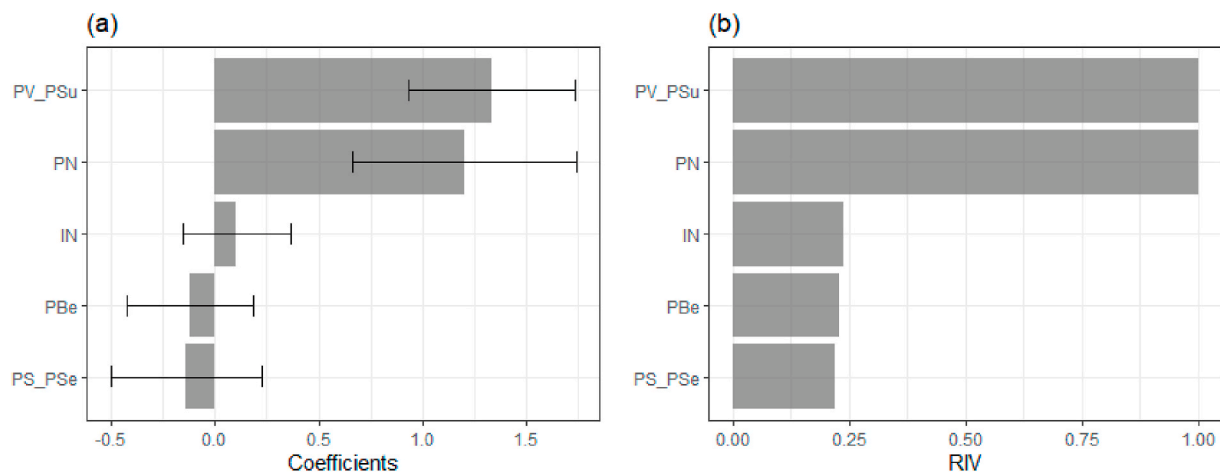 (a)
PV_PSu
PN
IN
PBe
PS_PSe
-0.5 0.0 0.5 1.0 1.5
Coefficients
(b)
PV_PSu
PN
IN
PBe
PS_PSe
0.00 0.25 0.50 0.75 1.00
RIV